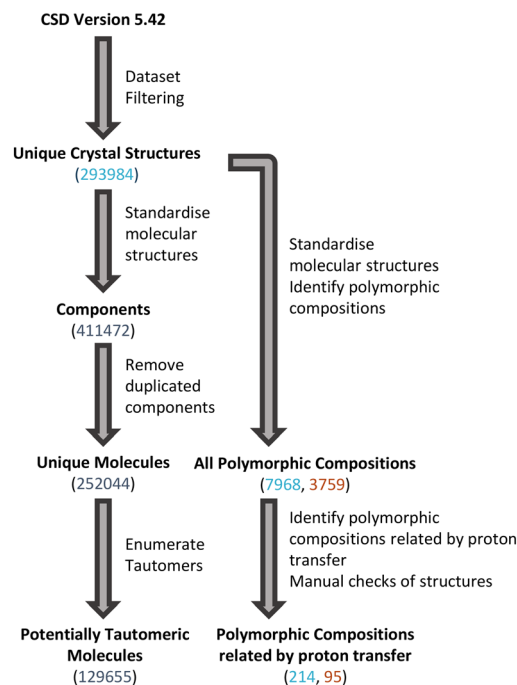 CSD Version 5.42
Dataset
Filtering
Unique Crystal Structures
(293984)
Standardise
molecular
structures
Standardise
molecular structures
Identify polymorphic
compositions
Components
(411472)
Remove
duplicated
components
Unique Molecules
(252044)
All Polymorphic Compositions
(7968, 3759)
Enumerate
Tautomers
Identify polymorphic
compositions related by proton
transfer
Manual checks of structures
Potentially Tautomeric
Molecules
(129655)
Polymorphic Compositions
related by proton transfer
(214, 95)